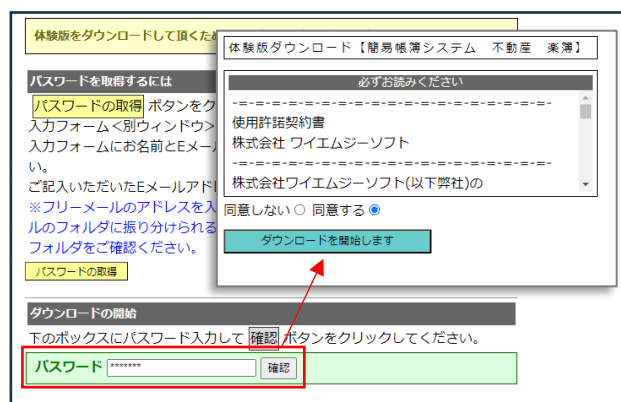 体験版をダウンロードして頂くため
パスワードを取得するには
パスワードの取得 ボタンをク
入力フォーム<別ウィンドウ>
入力フォームにお名前とEメー
い。
ご記入いただいたEメールアド
※フリーメールのアドレスを入
ルのフォルダに振り分けられる
フォルダをご確認ください。
パスワードの取得
体験版ダウンロード【簡易帳簿システム 不動産 楽簿】
必ずお読みください
-=-=-=-=-=-=-=-=-=-=-=-=-=-=-=-=-=-=-=-=-
使用許諾契約書
株式会社 ワイエムジーソフト
-=-=-=-=-=-=-=-=-=-=-=-=-=-=-=-=-=-=-=-=-
株式会社ワイエムジーソフト(以下弊社)の
同意しない 同意する
ダウンロードを開始します
ダウンロードの開始
下のボックスにパスワード入力して 確認 ボタンをクリックしてください。
パスワード ******* 確認